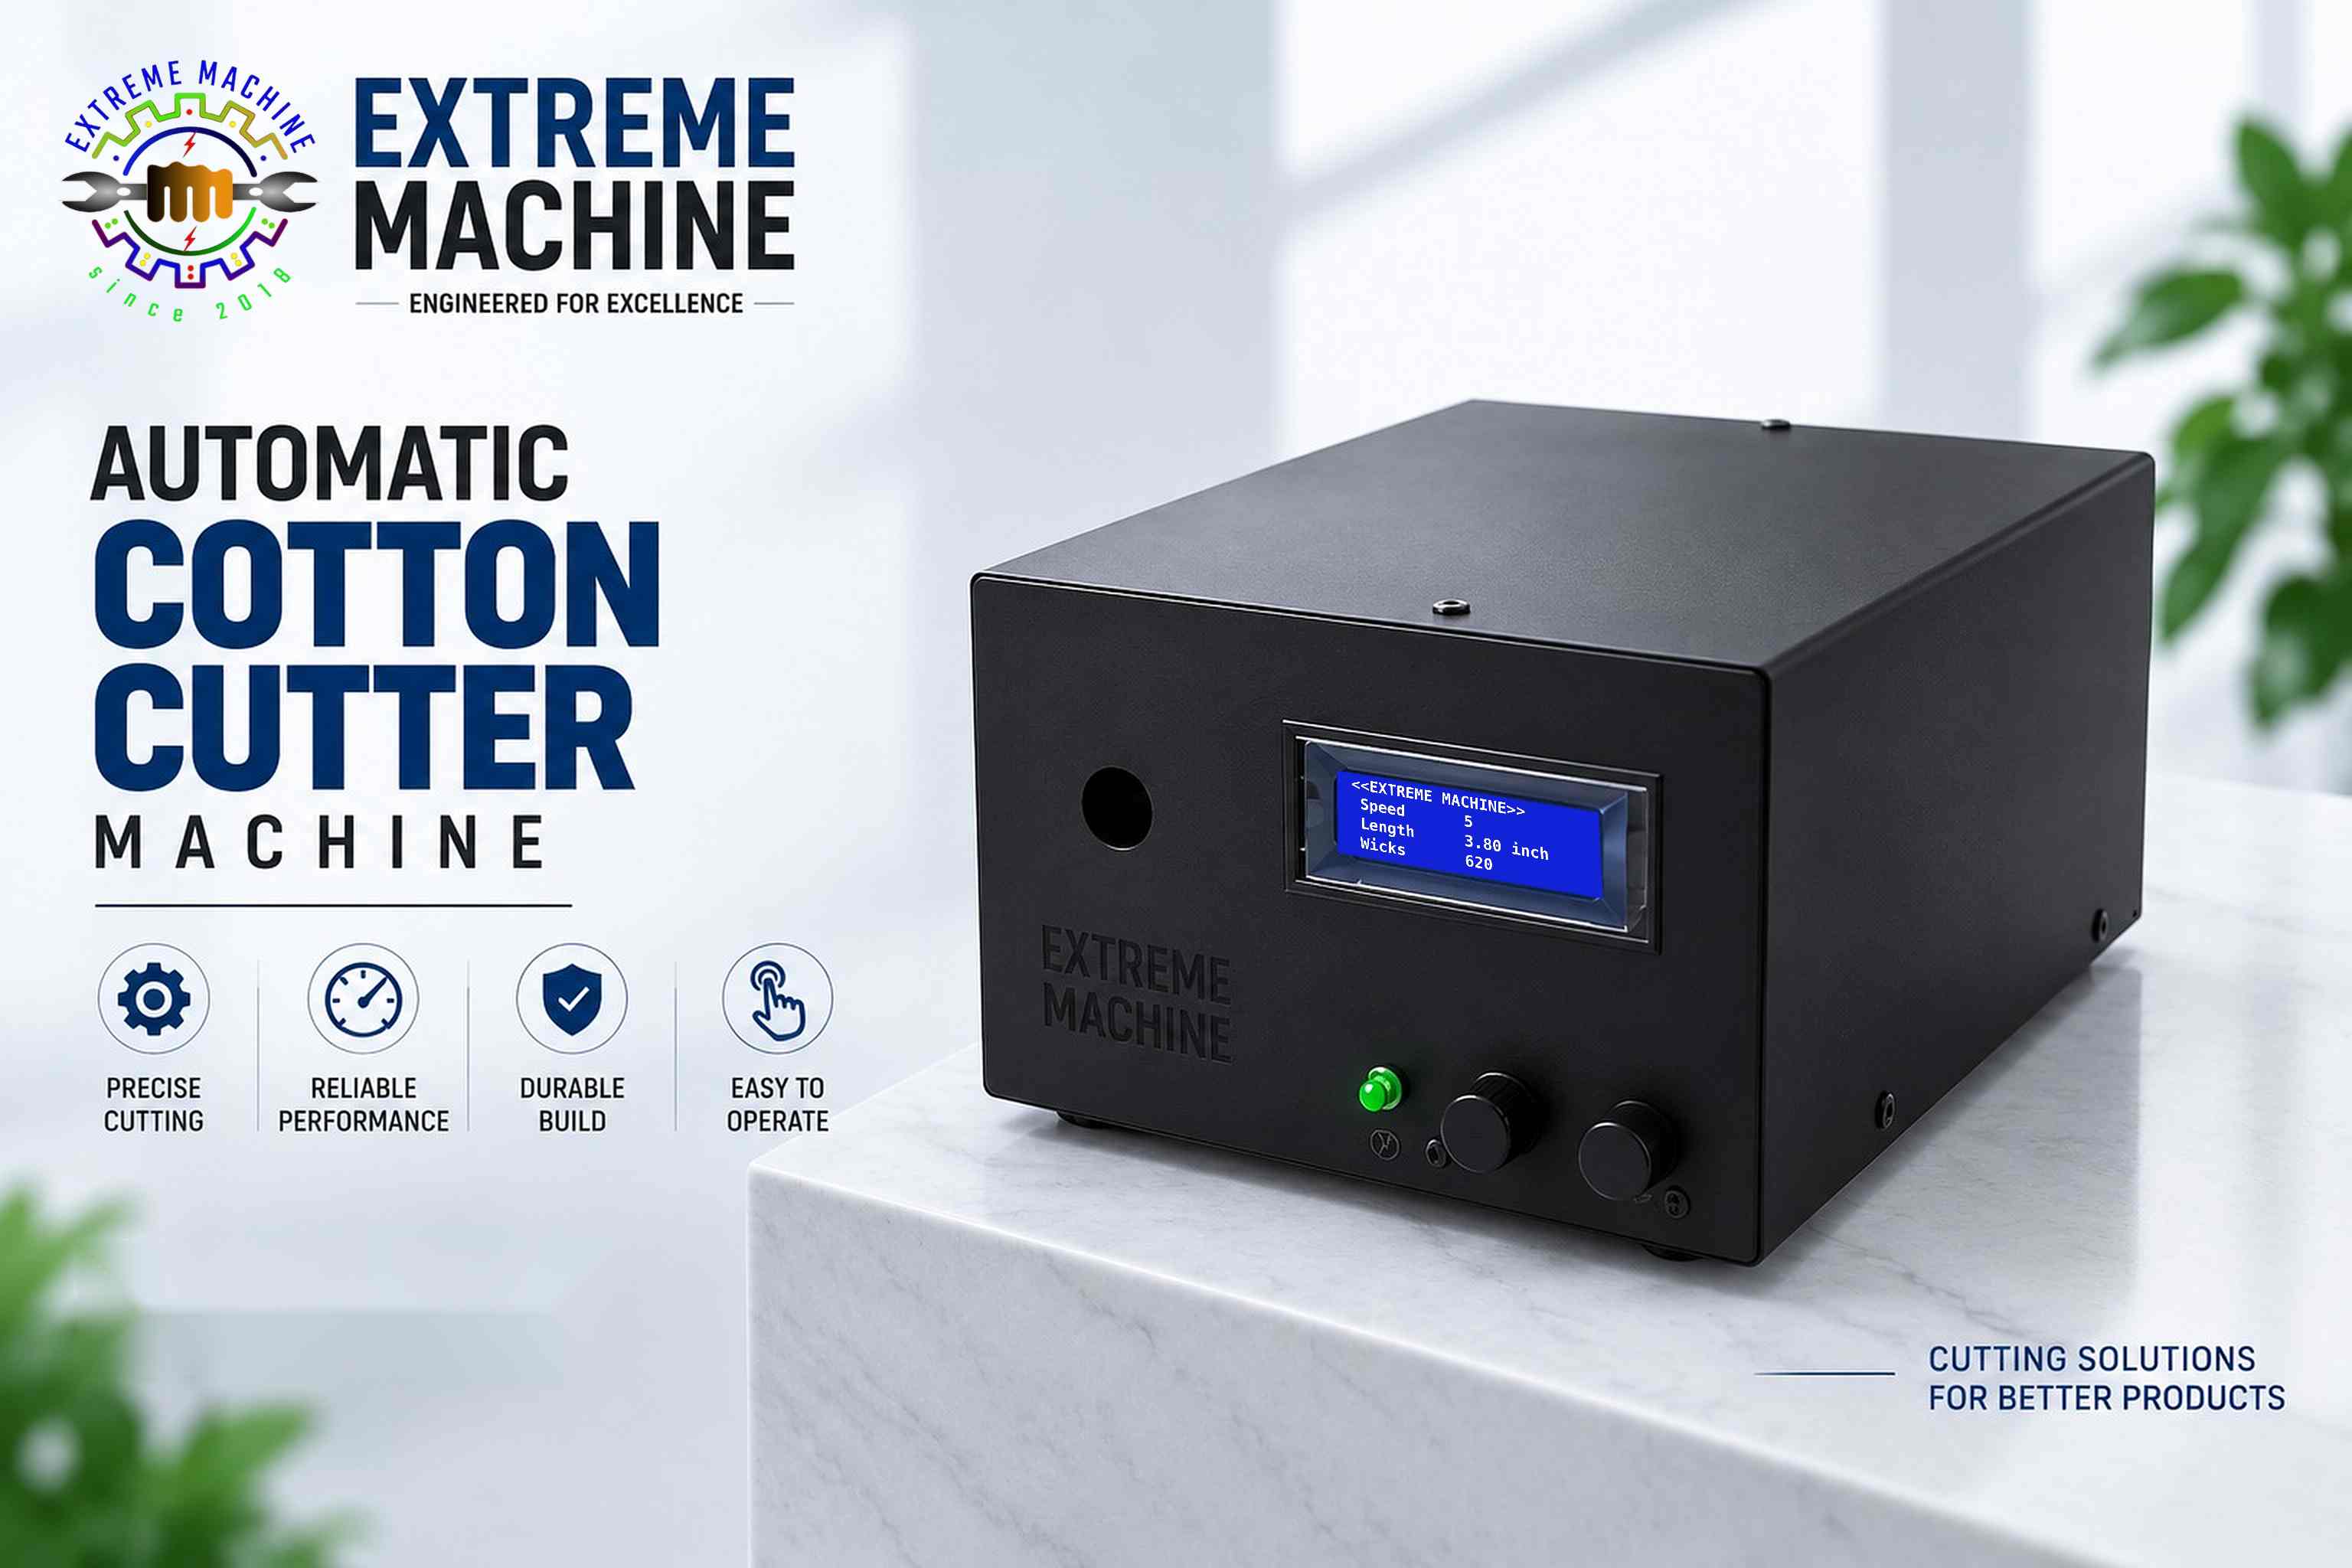 EXTREME MACHINE
since 2018
EXTREME
MACHINE
ENGINEERED FOR EXCELLENCE
AUTOMATIC
COTTON
CUTTER
MACHINE
PRECISE
CUTTING
RELIABLE
PERFORMANCE
DURABLE
BUILD
EASY TO
OPERATE
<<EXTREME MACHINE>>
Speed 5
Length 3.80 inch
Wicks 620
EXTREME
MACHINE
CUTTING SOLUTIONS
FOR BETTER PRODUCTS